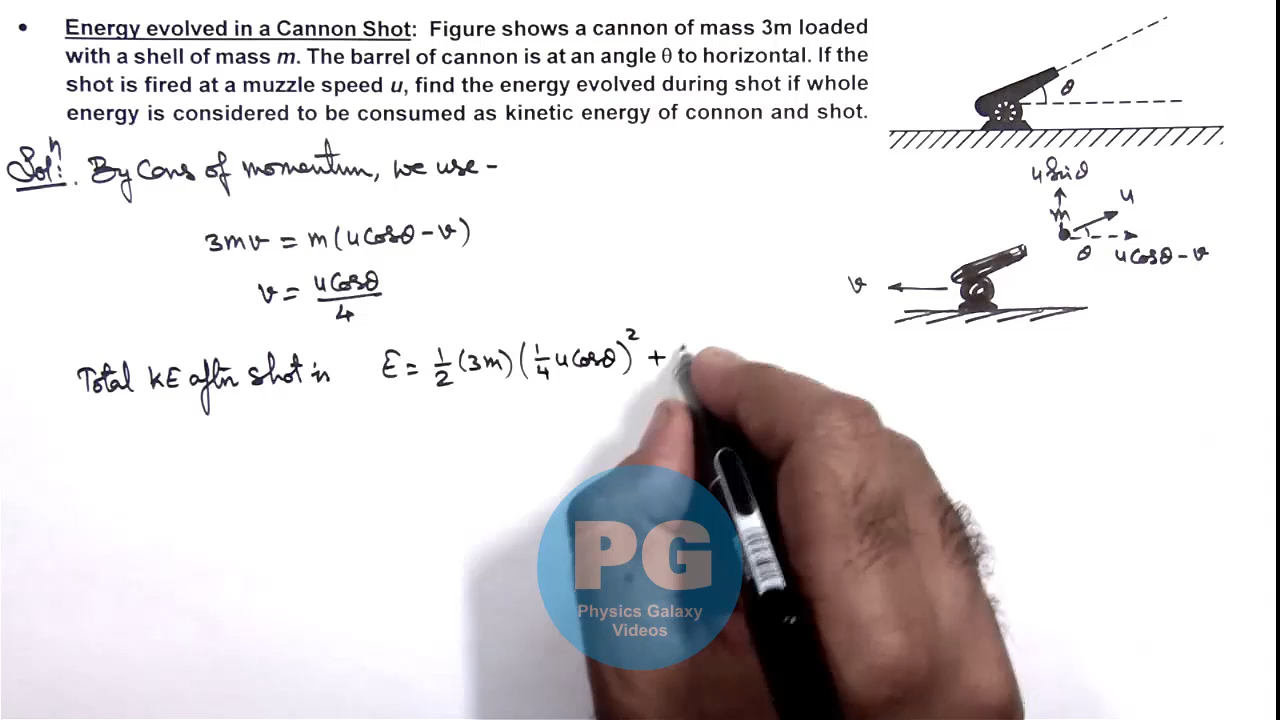 • Energy evolved in a Cannon Shot: Figure shows a cannon of mass 3m loaded
with a shell of mass m. The barrel of cannon is at an angle θ to horizontal. If the
shot is fired at a muzzle speed u, find the energy evolved during shot if whole
energy is considered to be consumed as kinetic energy of connon and shot.
θ
Solⁿ. By Cons of momentum, we use -
3mv = m(u cosθ - v)
v = u cosθ / 4
u sinθ
u
m
θ
u cosθ - v
v
Total KE after shot is E = 1/2 (3m) (1/4 u cosθ)² +
PG
Physics Galaxy
Videos